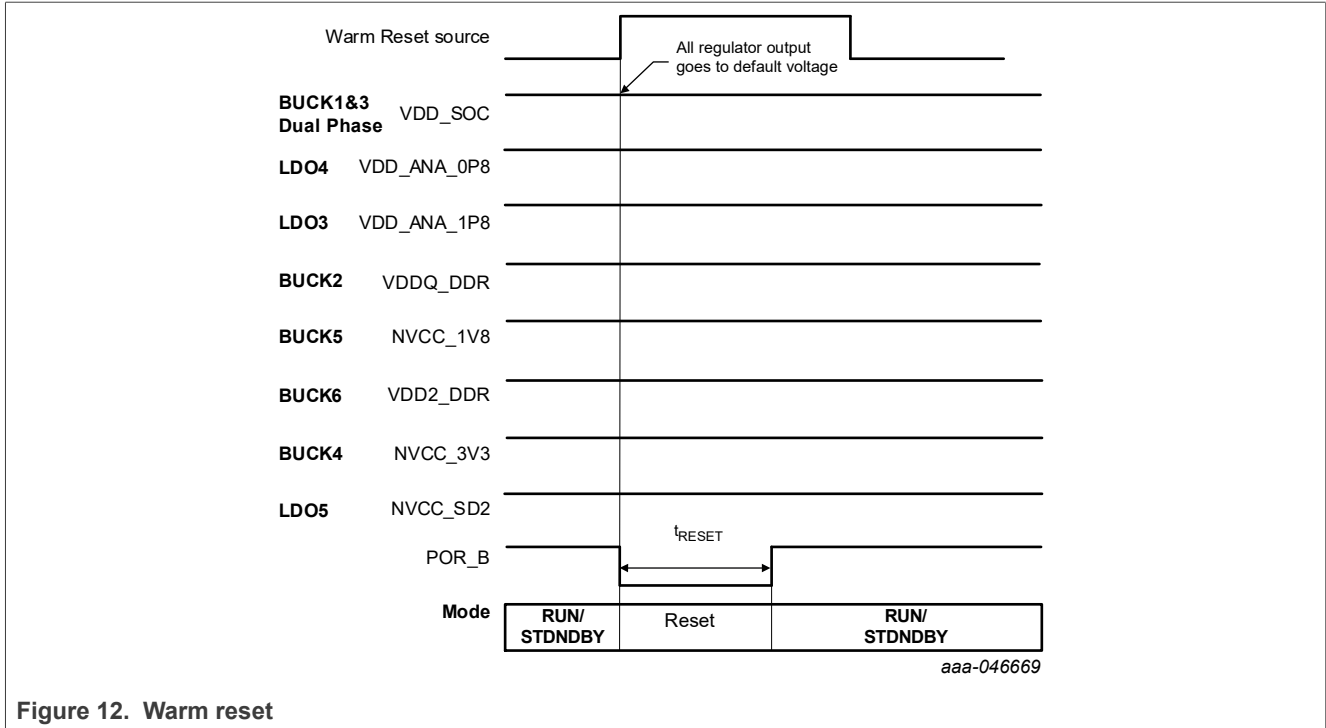 Warm Reset source
All regulator output
goes to default voltage
BUCK1&3
Dual Phase VDD_SOC
LDO4 VDD_ANA_0P8
LDO3 VDD_ANA_1P8
BUCK2 VDDQ_DDR
BUCK5 NVCC_1V8
BUCK6 VDD2_DDR
BUCK4 NVCC_3V3
LDO5 NVCC_SD2
tRESET
POR_B
Mode RUN/ Reset RUN/
STDNDBY STDNDBY
aaa-046669
Figure 12. Warm reset